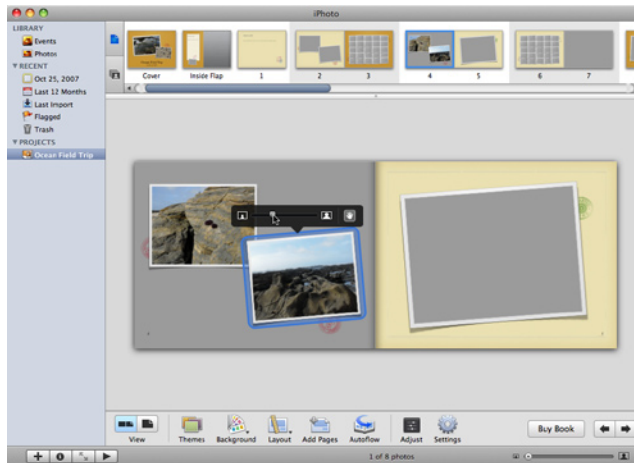 iPhoto
LIBRARY
Events
Photos
RECENT
Oct 25, 2007
Last 12 Months
Last Import
Flagged
Trash
PROJECTS
Ocean Field Trip
Cover
Inside Flap
1
2
3
4
5
6
7
View
Themes
Background
Layout
Add Pages
Autoflow
Adjust
Settings
Buy Book
1 of 8 photos